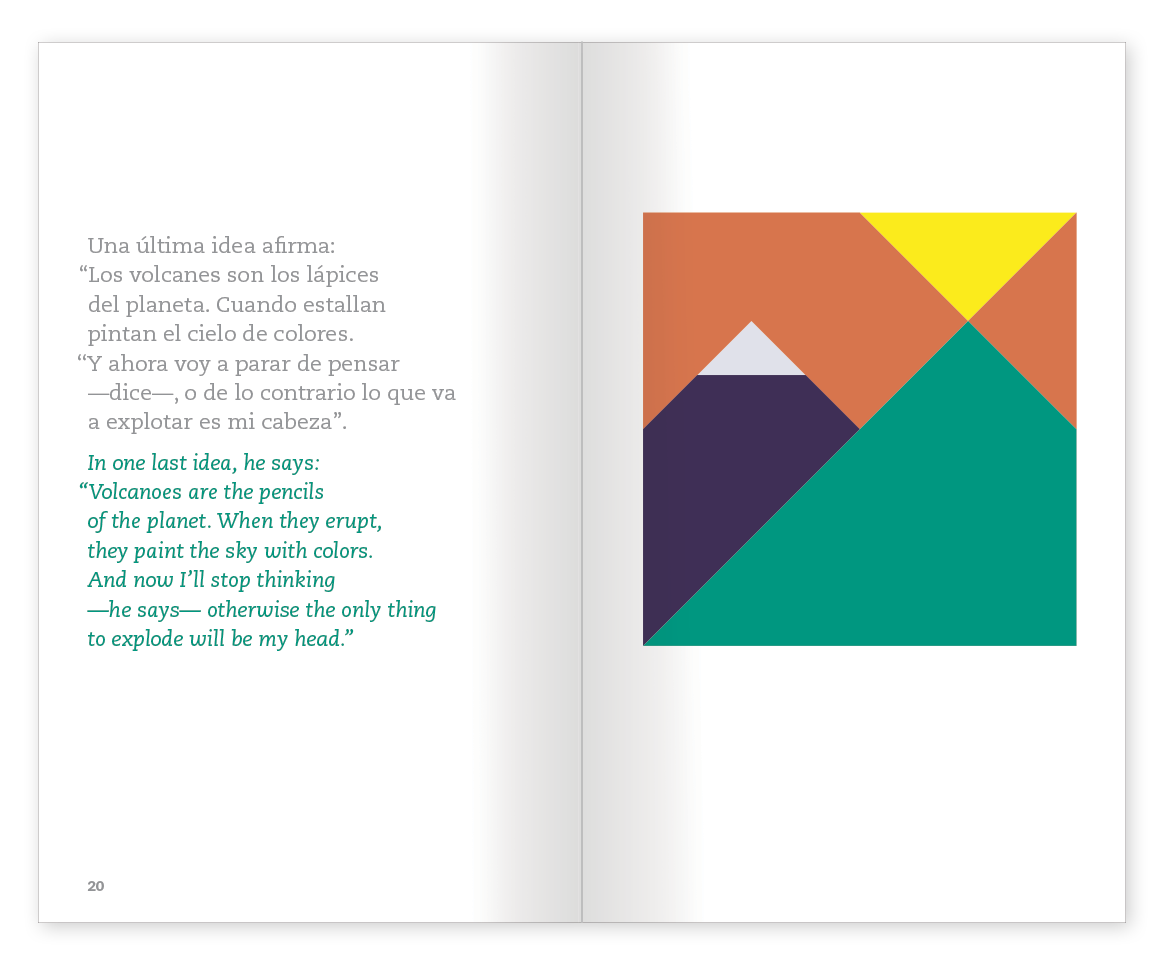 Una última idea afirma:
“Los volcanes son los lápices
del planeta. Cuando estallan
pintan el cielo de colores.
“Y ahora voy a parar de pensar
—dice—, o de lo contrario lo que va
a explotar es mi cabeza”.
In one last idea, he says:
“Volcanoes are the pencils
of the planet. When they erupt,
they paint the sky with colors.
And now I’ll stop thinking
—he says— otherwise the only thing
to explode will be my head.”
20